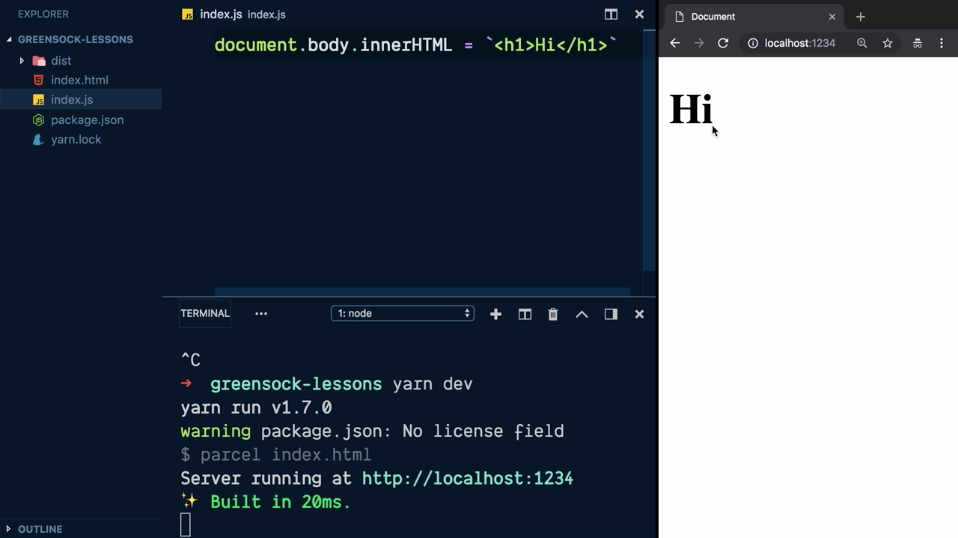 EXPLORER
GREENSOCK-LESSONS
dist
index.html
index.js
package.json
yarn.lock
OUTLINE
index.js index.js
document.body.innerHTML = `<h1>Hi</h1>`
TERMINAL ••• 1: node
^C
→ greensock-lessons yarn dev
yarn run v1.7.0
warning package.json: No license field
$ parcel index.html
Server running at http://localhost:1234
✨ Built in 20ms.
Document
localhost:1234
Hi